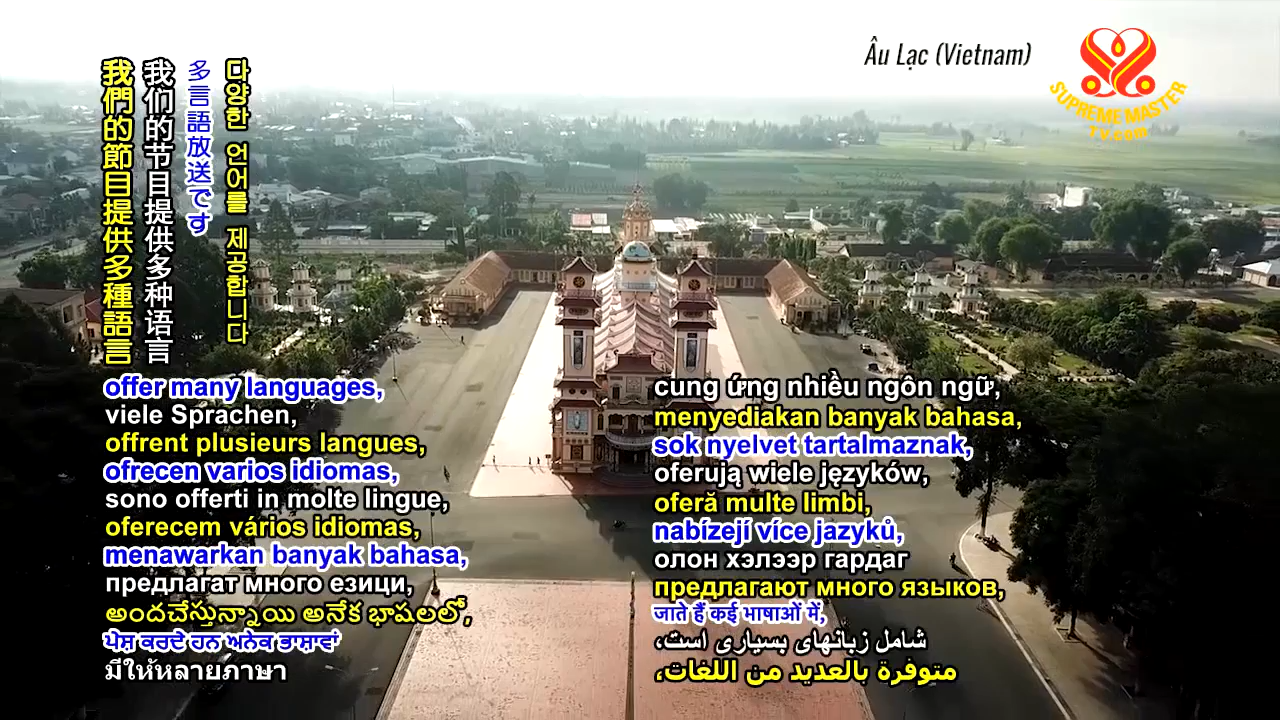 Âu Lạc (Vietnam)
SUPREME MASTER
TV.com
我們的節目提供多種語言
我们的节目提供多种语言
多言語放送です
다양한 언어를 제공합니다
offer many languages,
viele Sprachen,
offrent plusieurs langues,
ofrecen varios idiomas,
sono offerti in molte lingue,
oferecem vários idiomas,
menawarkan banyak bahasa,
предлагат много езици,
అందచేస్తున్నాయి అనేక భాషలలో,
ਪੇਸ਼ ਕਰਦੇ ਹਨ ਅਨੇਕ ਭਾਸ਼ਾਵਾਂ
มีให้หลายภาษา
cung ứng nhiều ngôn ngữ,
menyediakan banyak bahasa,
sok nyelvet tartalmaznak,
oferują wiele języków,
oferă multe limbi,
nabízejí více jazyků,
олон хэлээр гардаг
предлагают много языков,
जाते हैं कई भाषाओं में,
شامل زبانهای بسیاری است،
متوفرة بالعديد من اللغات،